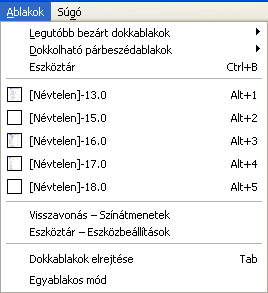 Ablakok Súgó
Legutóbb bezárt dokkablakok
Dokkolható párbeszédablakok
Eszköztár Ctrl+B
[Névtelen]-13.0 Alt+1
[Névtelen]-15.0 Alt+2
[Névtelen]-16.0 Alt+3
[Névtelen]-17.0 Alt+4
[Névtelen]-18.0 Alt+5
Visszavonás – Színátmenetek
Eszköztár – Eszközbeállítások
Dokkablakok elrejtése Tab
Egyablakos mód